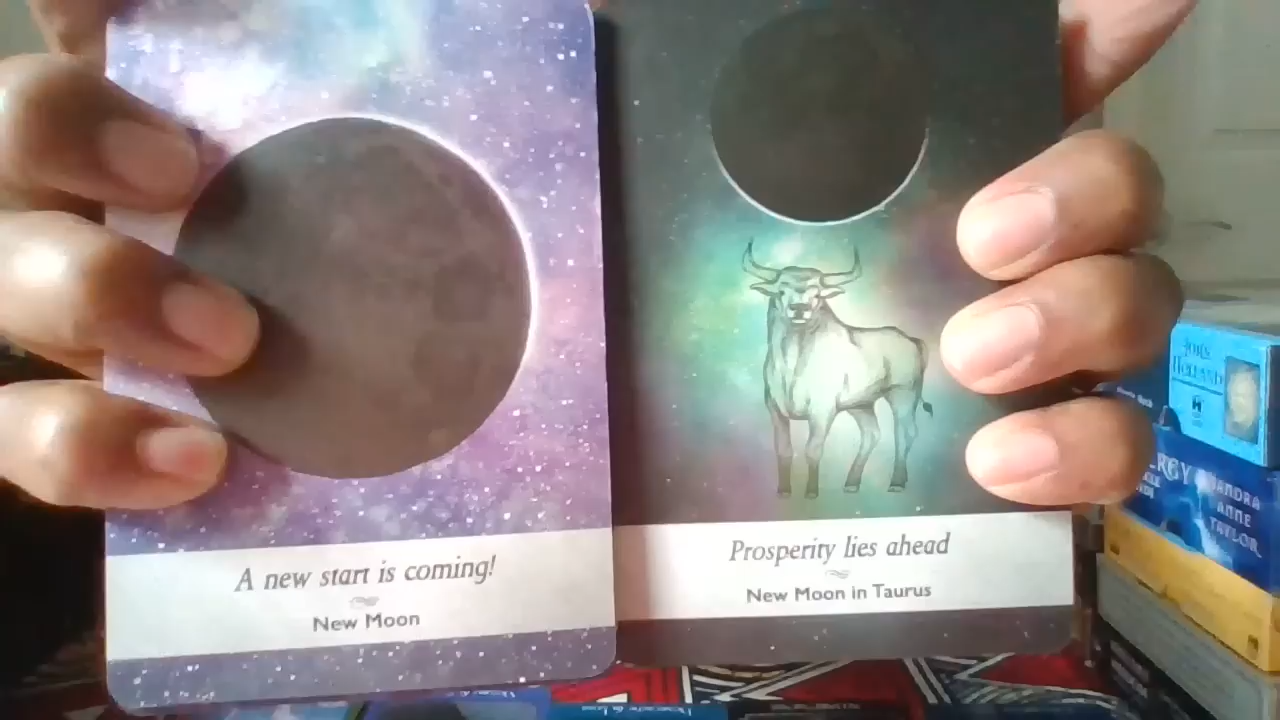 A new start is coming!
New Moon
Prosperity lies ahead
New Moon in Taurus
JOHN
HOLLAND
SANDRA
ANNE
TAYLOR